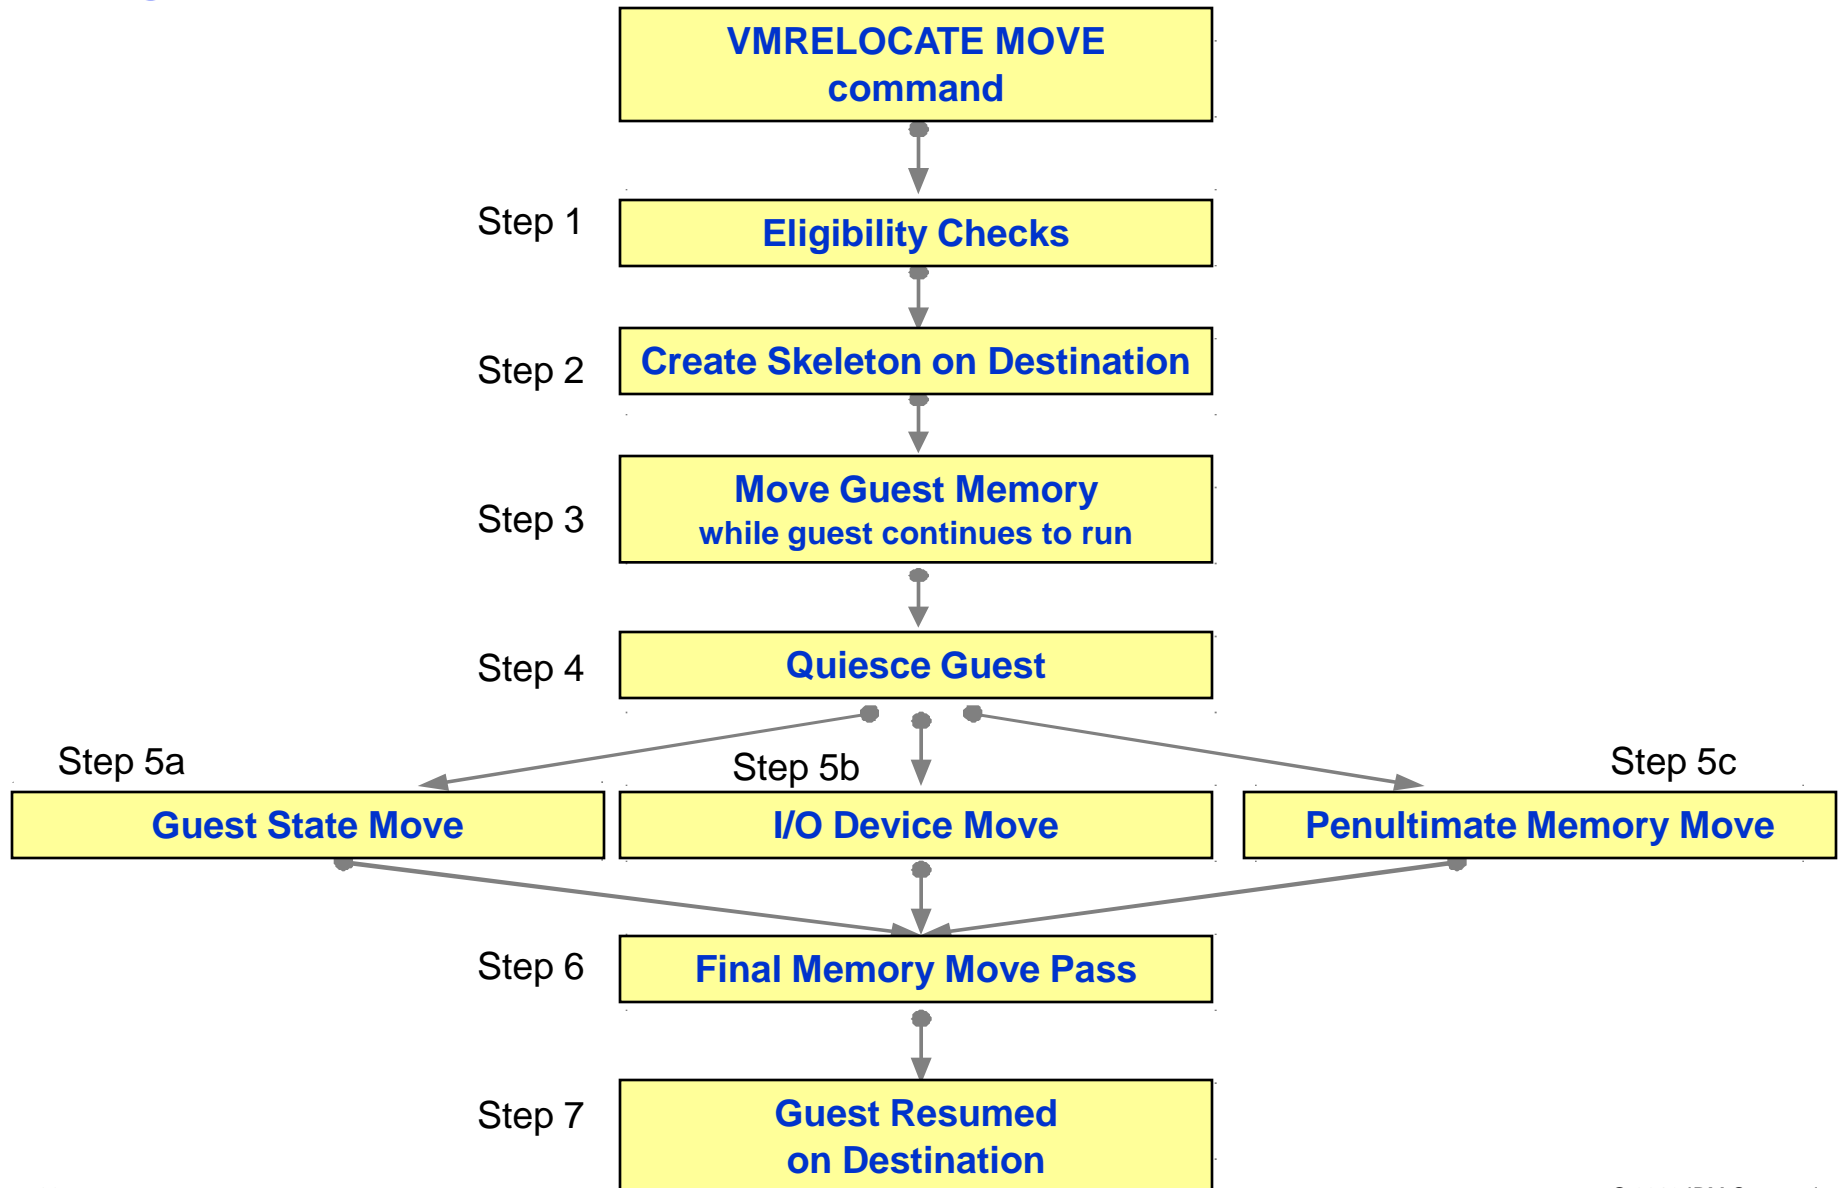 VMRELOCATE MOVE
command
Step 1
Eligibility Checks
Step 2
Create Skeleton on Destination
Step 3
Move Guest Memory
while guest continues to run
Step 4
Quiesce Guest
Step 5a
Step 5b
Step 5c
Guest State Move
I/O Device Move
Penultimate Memory Move
Step 6
Final Memory Move Pass
Step 7
Guest Resumed
on Destination